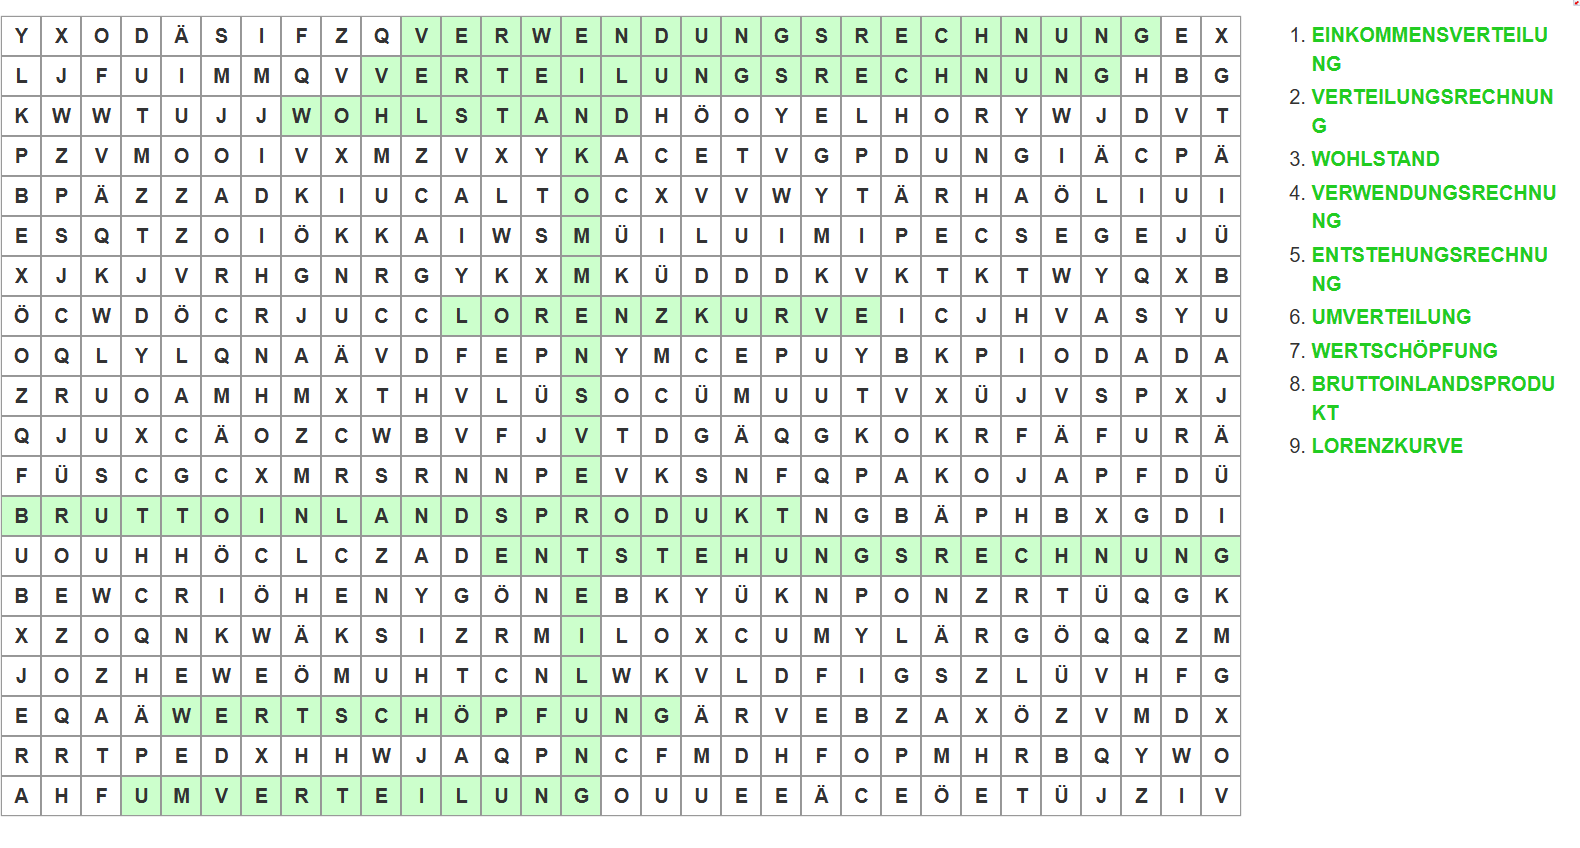 Y X O D Ä S I F Z Q V E R W E N D U N G S R E C H N U N G E X
L J F U I M M Q V V E R T E I L U N G S R E C H N U N G H B G
K W W T U J J W O H L S T A N D H Ö O Y E L H O R Y W J D V T
P Z V M O O I V X M Z V X Y K A C E T V G P D U N G I Ä C P Ä
B P Ä Z Z A D K I U C A L T O C X V V W Y T Ä R H A Ö L I U I
E S Q T Z O I Ö K K A I W S M Ü I L U I M I P E C S E G E J Ü
X J K J V R H G N R G Y K X M K Ü D D D K V K T K T W Y Q X B
Ö C W D Ö C R J U C C L O R E N Z K U R V E I C J H V A S Y U
O Q L Y L Q N A Ä V D F E P N Y M C E P U Y B K P I O D A D A
Z R U O A M H M X T H V L Ü S O C Ü M U U T V X Ü J V S P X J
Q J U X C Ä O Z C W B V F J V T D G Ä Q G K O K R F Ä F U R Ä
F Ü S C G C X M R S R N N P E V K S N F Q P A K O J A P F D Ü
B R U T T O I N L A N D S P R O D U K T N G B Ä P H B X G D I
U O U H H Ö C L C Z A D E N T S T E H U N G S R E C H N U N G
B E W C R I Ö H E N Y G Ö N E B K Y Ü K N P O N Z R T Ü Q G K
X Z O Q N K W Ä K S I Z R M I L O X C U M Y L Ä R G Ö Q Q Z M
J O Z H E W E Ö M U H T C N L W K V L D F I G S Z L Ü V H F G
E Q A Ä W E R T S C H Ö P F U N G Ä R V E B Z A X Ö Z V M D X
R R T P E D X H H W J A Q P N C F M D H F O P M H R B Q Y W O
A H F U M V E R T E I L U N G O U U E E Ä C E Ö E T Ü J Z I V
1. EINKOMMENSVERTEILU
NG
2. VERTEILUNGSRECHNUN
G
3. WOHLSTAND
4. VERWENDUNGSRECHNU
NG
5. ENTSTEHUNGSRECHNU
NG
6. UMVERTEILUNG
7. WERTSCHÖPFUNG
8. BRUTTOINLANDSPRODU
KT
9. LORENZKURVE